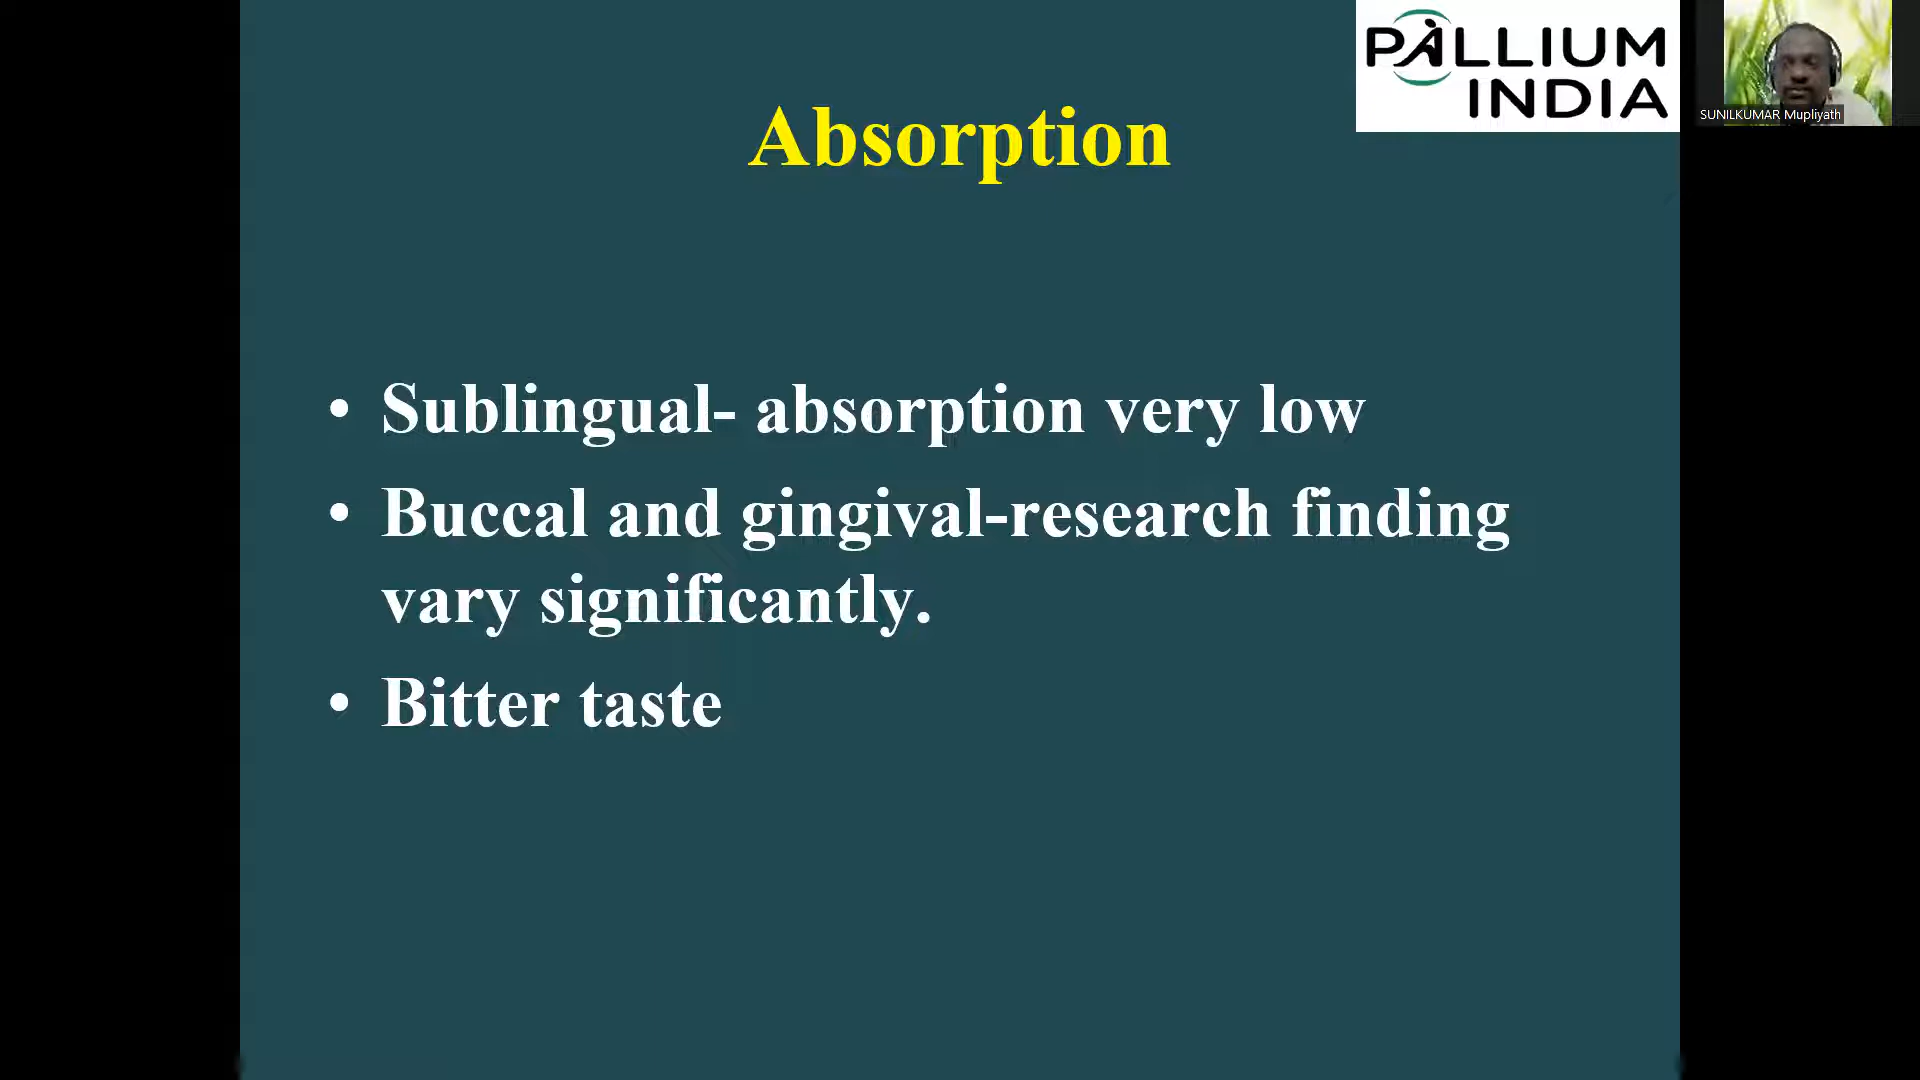 PALLIUM
INDIA
SUNILKUMAR Mupliyath
Absorption
• Sublingual- absorption very low
• Buccal and gingival-research finding
vary significantly.
• Bitter taste